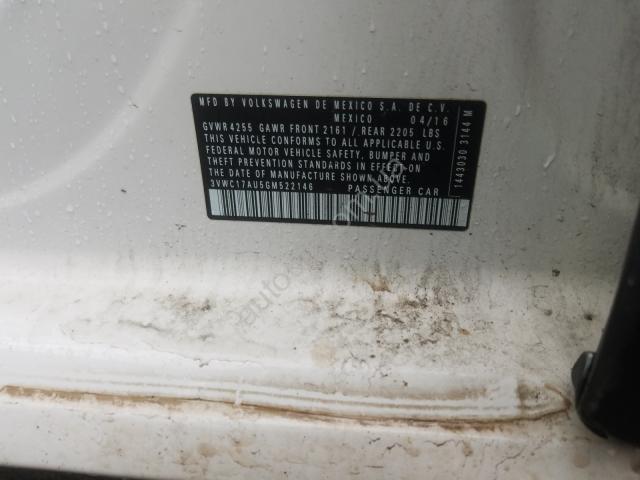 MFD BY VOLKSWAGEN DE MEXICO S.A. DE C.V.
MEXICO 04/16
GVWR 4255 GAWR FRONT 2161 / REAR 2205 LBS
THIS VEHICLE CONFORMS TO ALL APPLICABLE U.S.
FEDERAL MOTOR VEHICLE SAFETY, BUMPER AND
THEFT PREVENTION STANDARDS IN EFFECT ON
THE DATE OF MANUFACTURE SHOWN ABOVE.
3VWC17AU5GM522146 PASSENGER CAR
1443030 3144 M